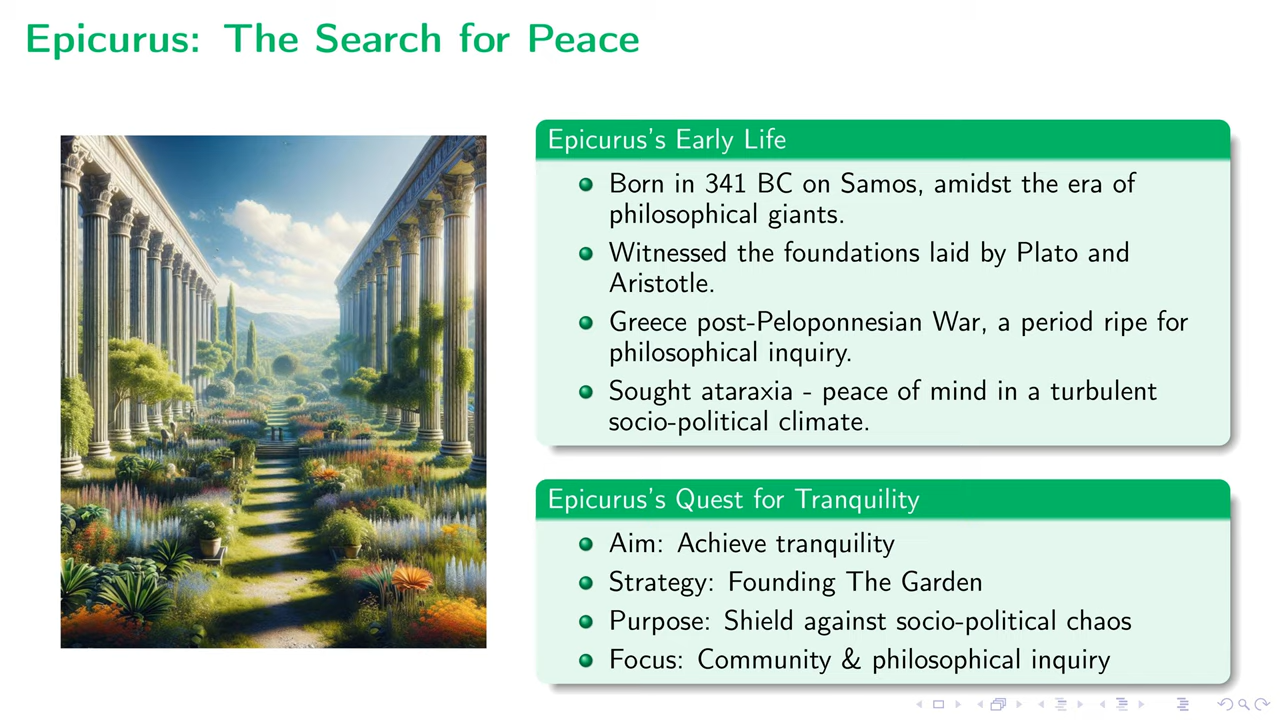 Epicurus: The Search for Peace
Epicurus's Early Life
Born in 341 BC on Samos, amidst the era of
philosophical giants.
Witnessed the foundations laid by Plato and
Aristotle.
Greece post-Peloponnesian War, a period ripe for
philosophical inquiry.
Sought ataraxia - peace of mind in a turbulent
socio-political climate.
Epicurus's Quest for Tranquility
Aim: Achieve tranquility
Strategy: Founding The Garden
Purpose: Shield against socio-political chaos
Focus: Community & philosophical inquiry